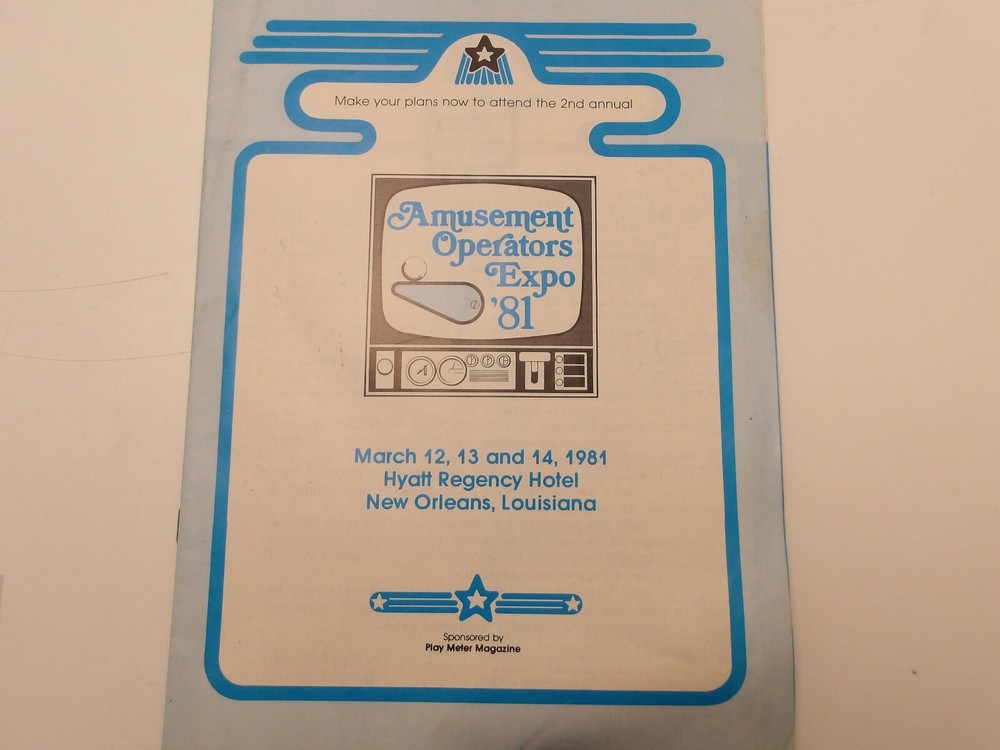 Make your plans now to attend the 2nd annual
Amusement
Operators
Expo
'81
March 12, 13 and 14, 1981
Hyatt Regency Hotel
New Orleans, Louisiana
Sponsored by
Play Meter Magazine